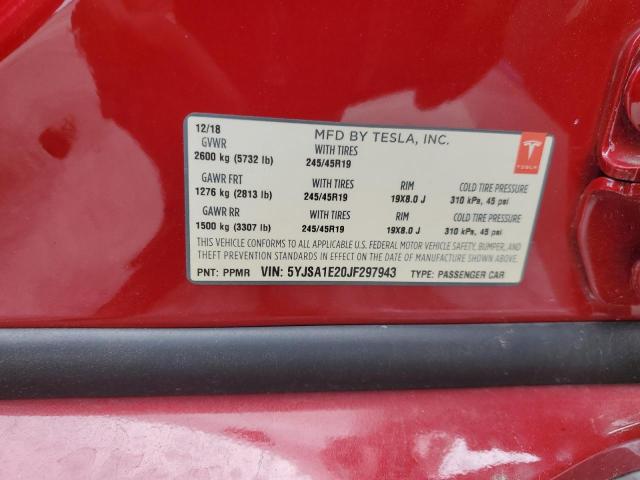 12/18 MFD BY TESLA, INC.
GVWR WITH TIRES
2600 kg (5732 lb) 245/45R19
TESLA
GAWR FRT WITH TIRES RIM COLD TIRE PRESSURE
1276 kg (2813 lb) 245/45R19 19X8.0 J 310 kPa, 45 psi
GAWR RR WITH TIRES RIM COLD TIRE PRESSURE
1500 kg (3307 lb) 245/45R19 19X8.0 J 310 kPa, 45 psi
THIS VEHICLE CONFORMS TO ALL APPLICABLE U.S. FEDERAL MOTOR VEHICLE SAFETY, BUMPER, AND
THEFT PREVENTION STANDARDS IN EFFECT ON THE DATE OF MANUFACTURE SHOWN ABOVE.
PNT: PPMR VIN: 5YJSA1E20JF297943 TYPE: PASSENGER CAR